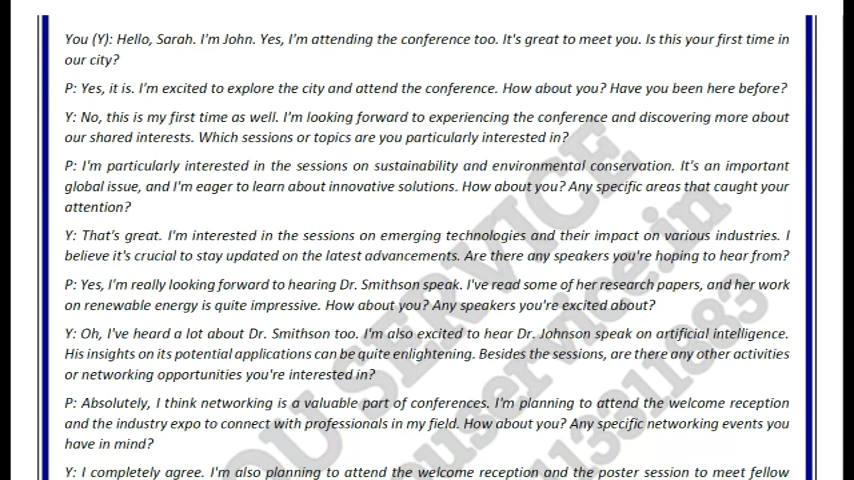 You (Y): Hello, Sarah. I'm John. Yes, I'm attending the conference too. It's great to meet you. Is this your first time in
our city?
P: Yes, it is. I'm excited to explore the city and attend the conference. How about you? Have you been here before?
Y: No, this is my first time as well. I'm looking forward to experiencing the conference and discovering more about
our shared interests. Which sessions or topics are you particularly interested in?
P: I'm particularly interested in the sessions on sustainability and environmental conservation. It's an important
global issue, and I'm eager to learn about innovative solutions. How about you? Any specific areas that caught your
attention?
Y: That's great. I'm interested in the sessions on emerging technologies and their impact on various industries. I
believe it's crucial to stay updated on the latest advancements. Are there any speakers you're hoping to hear from?
P: Yes, I'm really looking forward to hearing Dr. Smithson speak. I've read some of her research papers, and her work
on renewable energy is quite impressive. How about you? Any speakers you're excited about?
Y: Oh, I've heard a lot about Dr. Smithson too. I'm also excited to hear Dr. Johnson speak on artificial intelligence.
His insights on its potential applications can be quite enlightening. Besides the sessions, are there any other activities
or networking opportunities you're interested in?
P: Absolutely, I think networking is a valuable part of conferences. I'm planning to attend the welcome reception
and the industry expo to connect with professionals in my field. How about you? Any specific networking events you
have in mind?
Y: I completely agree. I'm also planning to attend the welcome reception and the poster session to meet fellow
OU SERVICE
ouservice.in